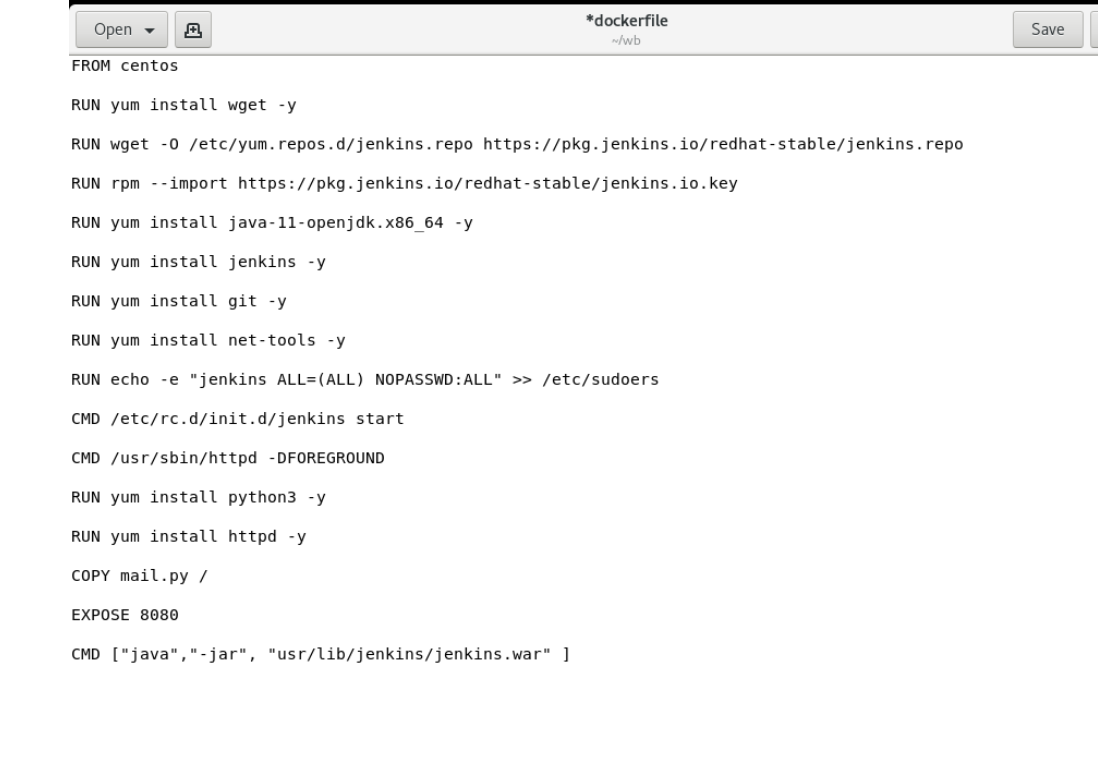 Open
*dockerfile
~/wb
Save
FROM centos
RUN yum install wget -y
RUN wget -O /etc/yum.repos.d/jenkins.repo https://pkg.jenkins.io/redhat-stable/jenkins.repo
RUN rpm --import https://pkg.jenkins.io/redhat-stable/jenkins.io.key
RUN yum install java-11-openjdk.x86_64 -y
RUN yum install jenkins -y
RUN yum install git -y
RUN yum install net-tools -y
RUN echo -e "jenkins ALL=(ALL) NOPASSWD:ALL" >> /etc/sudoers
CMD /etc/rc.d/init.d/jenkins start
CMD /usr/sbin/httpd -DFOREGROUND
RUN yum install python3 -y
RUN yum install httpd -y
COPY mail.py /
EXPOSE 8080
CMD ["java","-jar", "usr/lib/jenkins/jenkins.war" ]